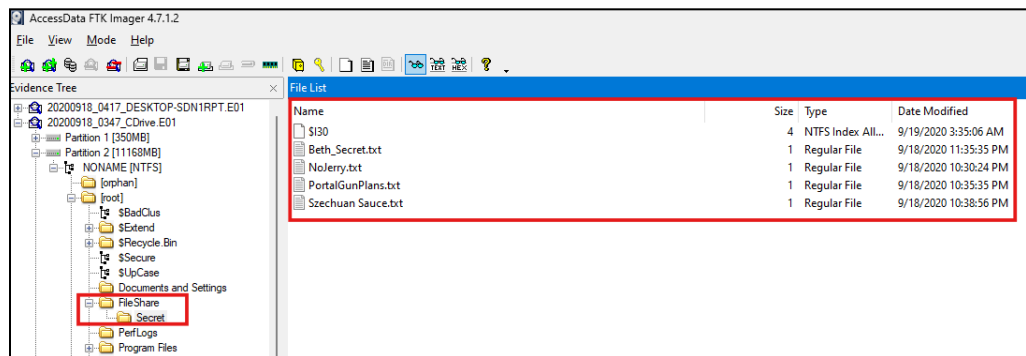 AccessData FTK Imager 4.7.1.2
File View Mode Help
Evidence Tree
20200918_0417_DESKTOP-SDN1RPT.E01
20200918_0347_CDrive.E01
Partition 1 [350MB]
Partition 2 [11168MB]
NONAME [NTFS]
[orphan]
[root]
$BadClus
$Extend
$Recycle.Bin
$Secure
$UpCase
Documents and Settings
FileShare
Secret
PerfLogs
Program Files
File List
Name Size Type Date Modified
$I30 4 NTFS Index All... 9/19/2020 3:35:06 AM
Beth_Secret.txt 1 Regular File 9/18/2020 11:35:35 PM
NoJerry.txt 1 Regular File 9/18/2020 10:30:24 PM
PortalGunPlans.txt 1 Regular File 9/18/2020 10:35:35 PM
Szechuan Sauce.txt 1 Regular File 9/18/2020 10:38:56 PM